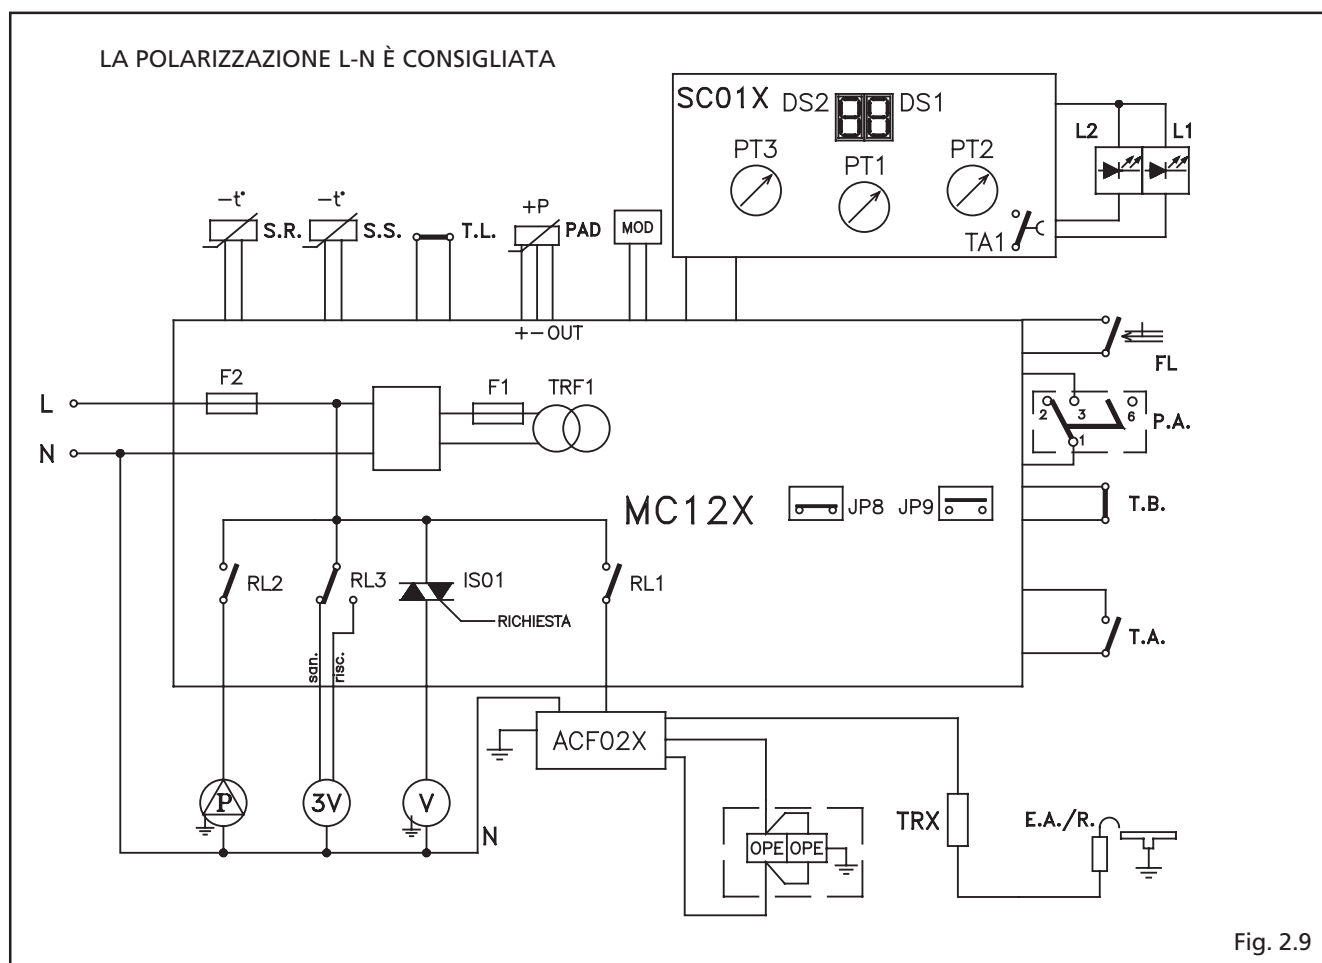 LA POLARIZZAZIONE L-N È CONSIGLIATA
SC01X DS2 DS1
PT3 PT1 PT2
TA1
L2 L1
-t° S.R.
-t° S.S.
T.L.
+P PAD
MOD
+-OUT
F2
F1 TRF1
L
N
FL
2 3 6
1
P.A.
MC12X
JP8 JP9
T.B.
RL2 RL3 IS01 RL1
RICHIESTA
T.A.
san. risc.
ACF02X
P 3V V
N
OPE OPE
TRX
E.A./R.
Fig. 2.9